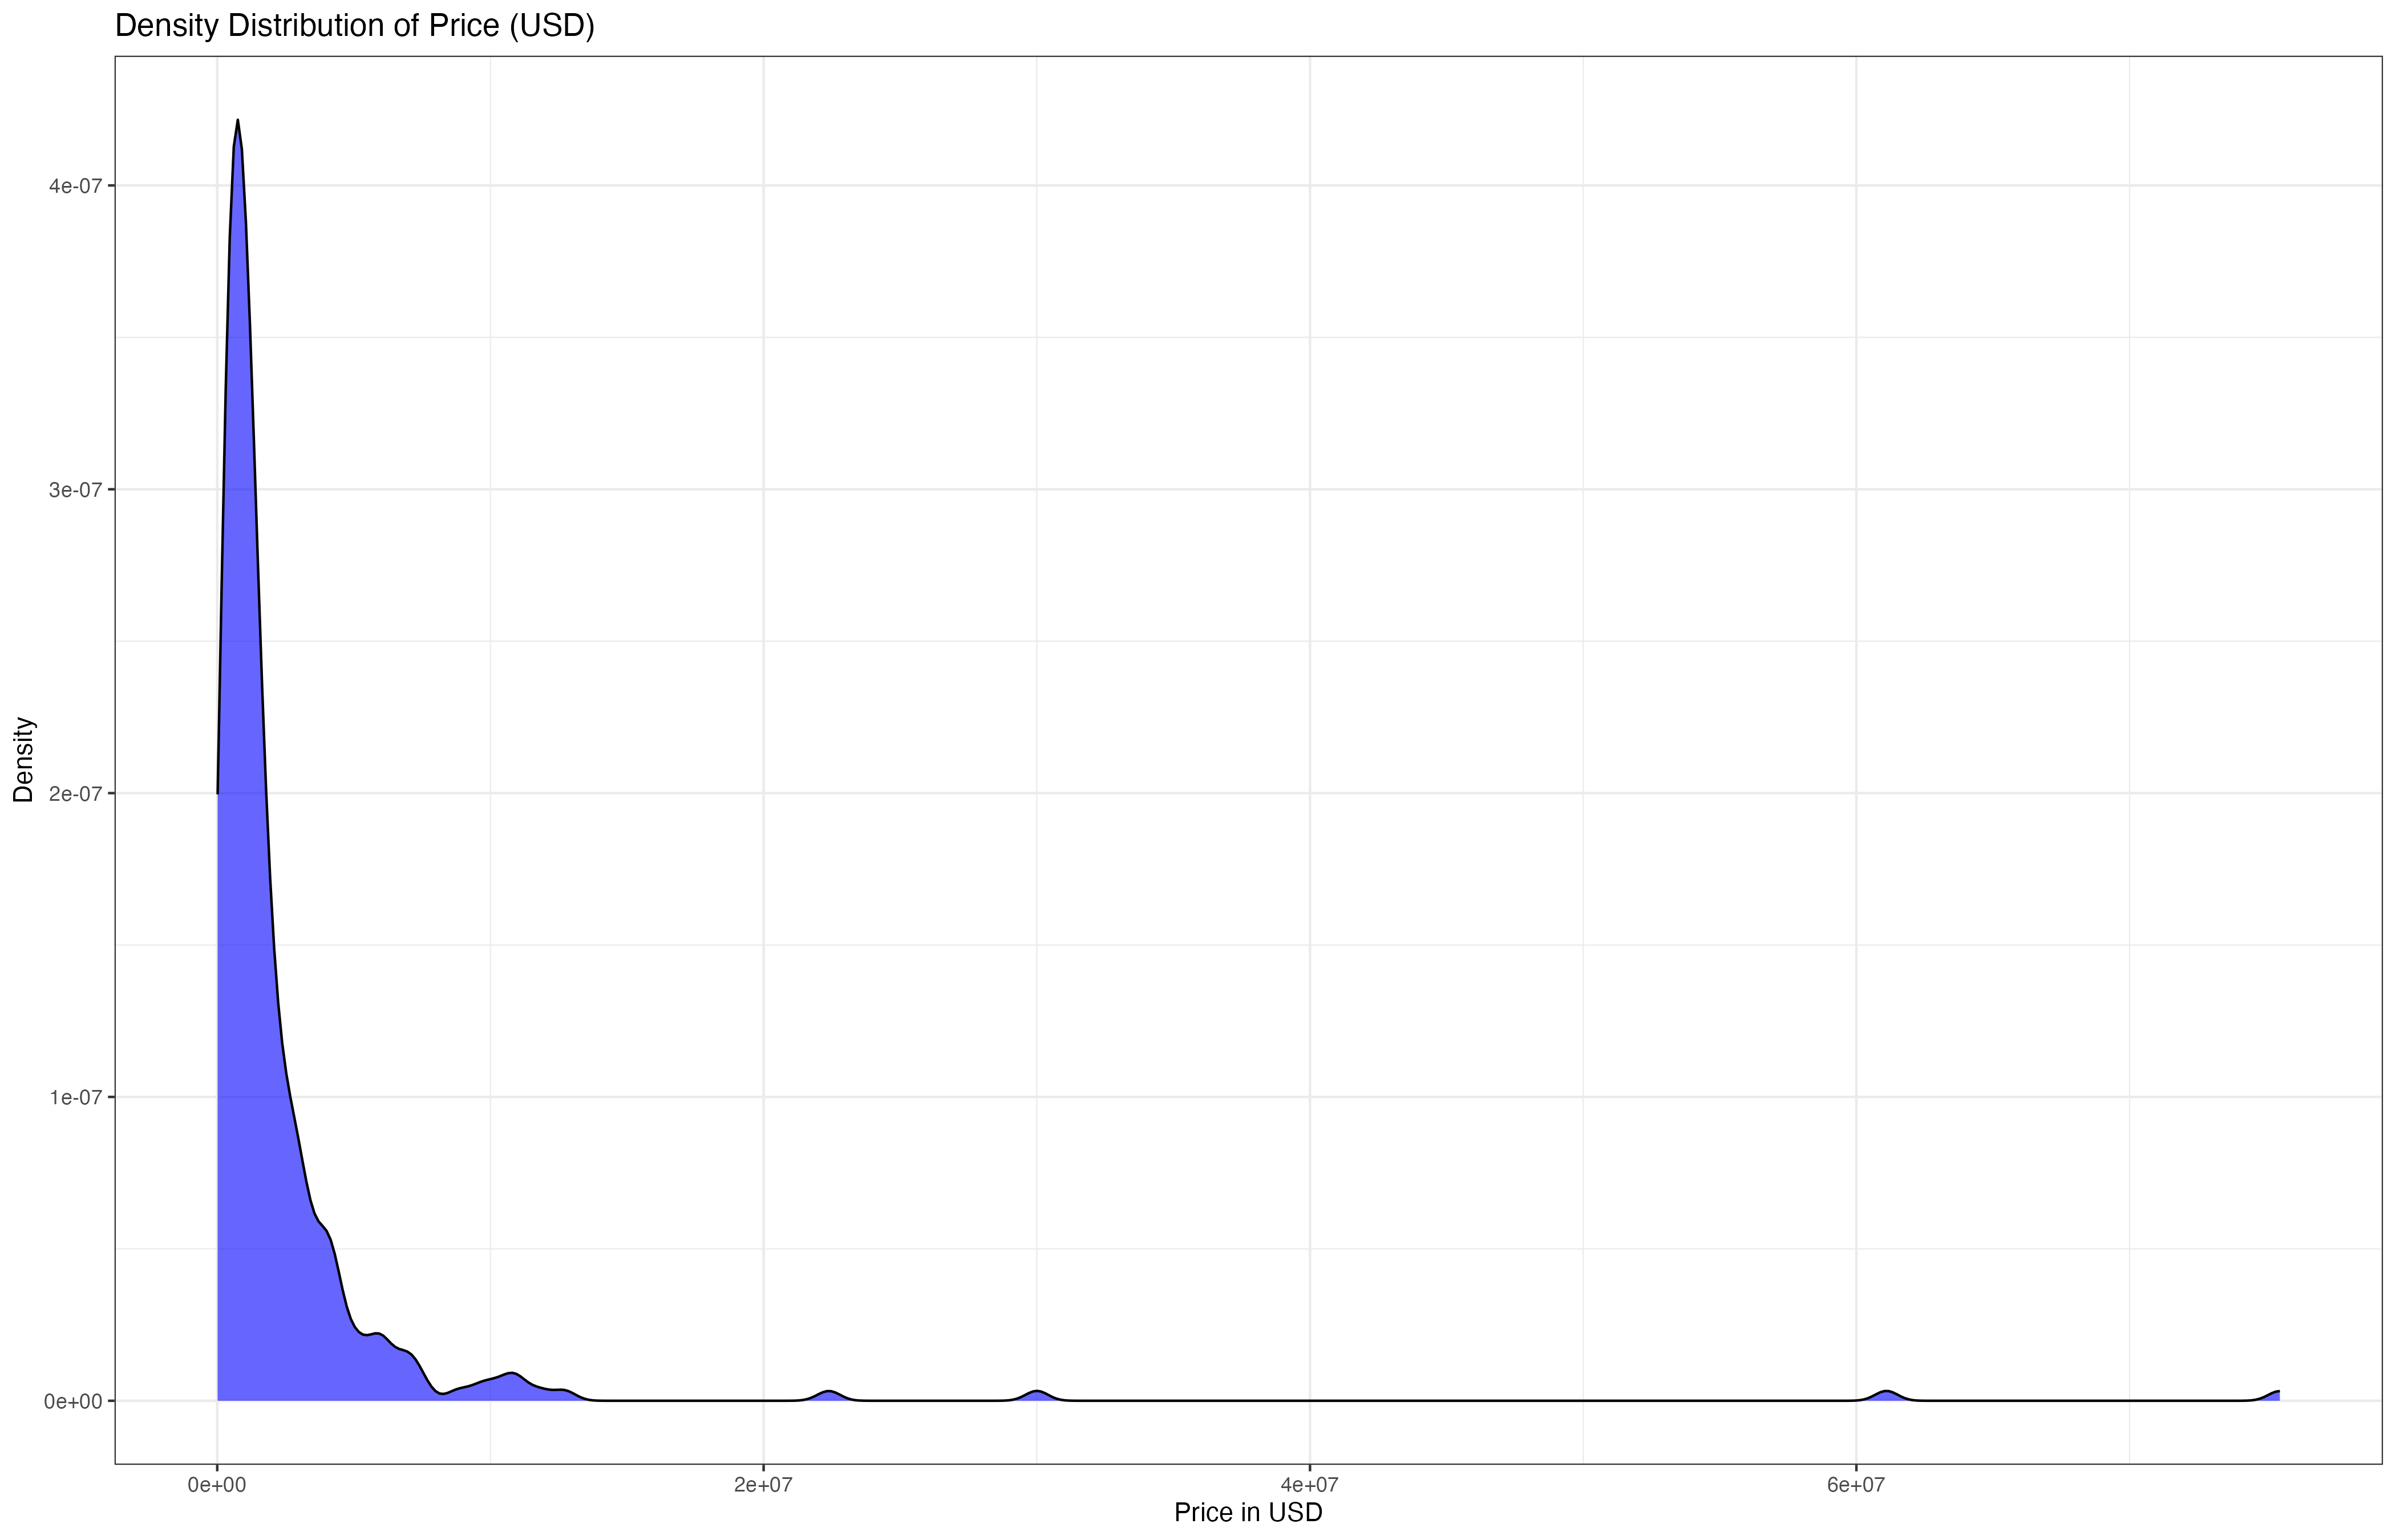 Density Distribution of Price (USD)
Density
4e-07
3e-07
2e-07
1e-07
0e+00
0e+00 2e+07 4e+07 6e+07
Price in USD